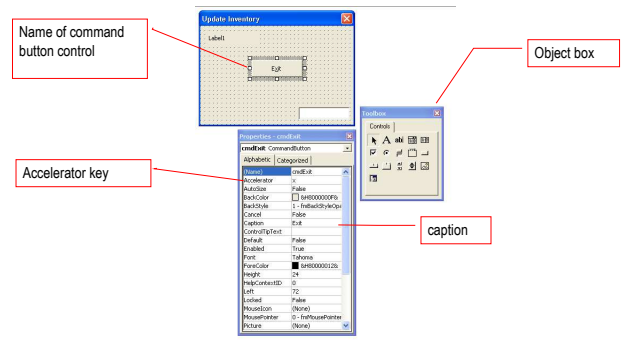 Update Inventory
Name of command
button control
Label1
Exit
Object box
Toolbox
Controls
A abl
Properties - cmdExit
cmdExit CommandButton
Alphabetic Categorized
(Name) cmdExit
Accelerator x
AutoSize False
BackColor &H8000000F&
BackStyle 1 - fmBackStyleOpa
Cancel False
Caption Exit
ControlTipText
Default False
Enabled True
Font Tahoma
ForeColor &H80000012&
Height 24
HelpContextID 0
Left 72
Locked False
MouseIcon (None)
MousePointer 0 - fmMousePointer
Picture (None)
Accelerator key
caption